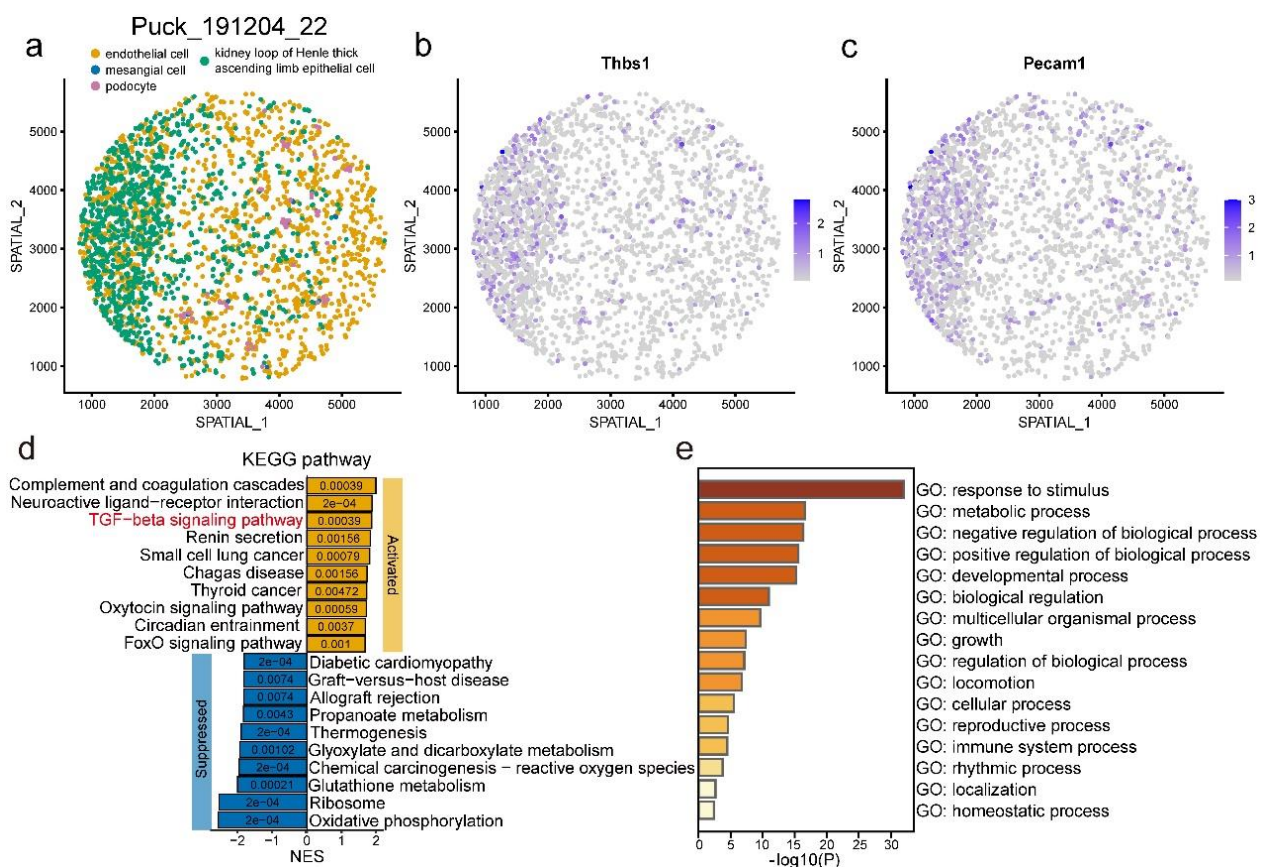 Puck_191204_22
a
endothelial cell
mesangial cell
podocyte
kidney loop of Henle thick
ascending limb epithelial cell
SPATIAL_2
5000
4000
3000
2000
1000
1000 2000 3000 4000 5000
SPATIAL_1
b
Thbs1
SPATIAL_2
5000
4000
3000
2000
1000
1000 2000 3000 4000 5000
SPATIAL_1
2
1
c
Pecam1
SPATIAL_2
5000
4000
3000
2000
1000
1000 2000 3000 4000 5000
SPATIAL_1
3
2
1
d
KEGG pathway
Complement and coagulation cascades 0.00039
Neuroactive ligand−receptor interaction 2e−04
TGF−beta signaling pathway 0.00039
Renin secretion 0.00156
Small cell lung cancer 0.00079
Chagas disease 0.00156
Thyroid cancer 0.00472
Oxytocin signaling pathway 0.00059
Circadian entrainment 0.0037
FoxO signaling pathway 0.001
Activated
2e−04 Diabetic cardiomyopathy
0.0074 Graft−versus−host disease
0.0074 Allograft rejection
0.0043 Propanoate metabolism
2e−04 Thermogenesis
0.00102 Glyoxylate and dicarboxylate metabolism
2e−04 Chemical carcinogenesis − reactive oxygen species
0.00021 Glutathione metabolism
2e−04 Ribosome
2e−04 Oxidative phosphorylation
Suppressed
−2 −1 0 1 2
NES
e
GO: response to stimulus
GO: metabolic process
GO: negative regulation of biological process
GO: positive regulation of biological process
GO: developmental process
GO: biological regulation
GO: multicellular organismal process
GO: growth
GO: regulation of biological process
GO: locomotion
GO: cellular process
GO: reproductive process
GO: immune system process
GO: rhythmic process
GO: localization
GO: homeostatic process
0 5 10 15 20 25 30
-log10(P)